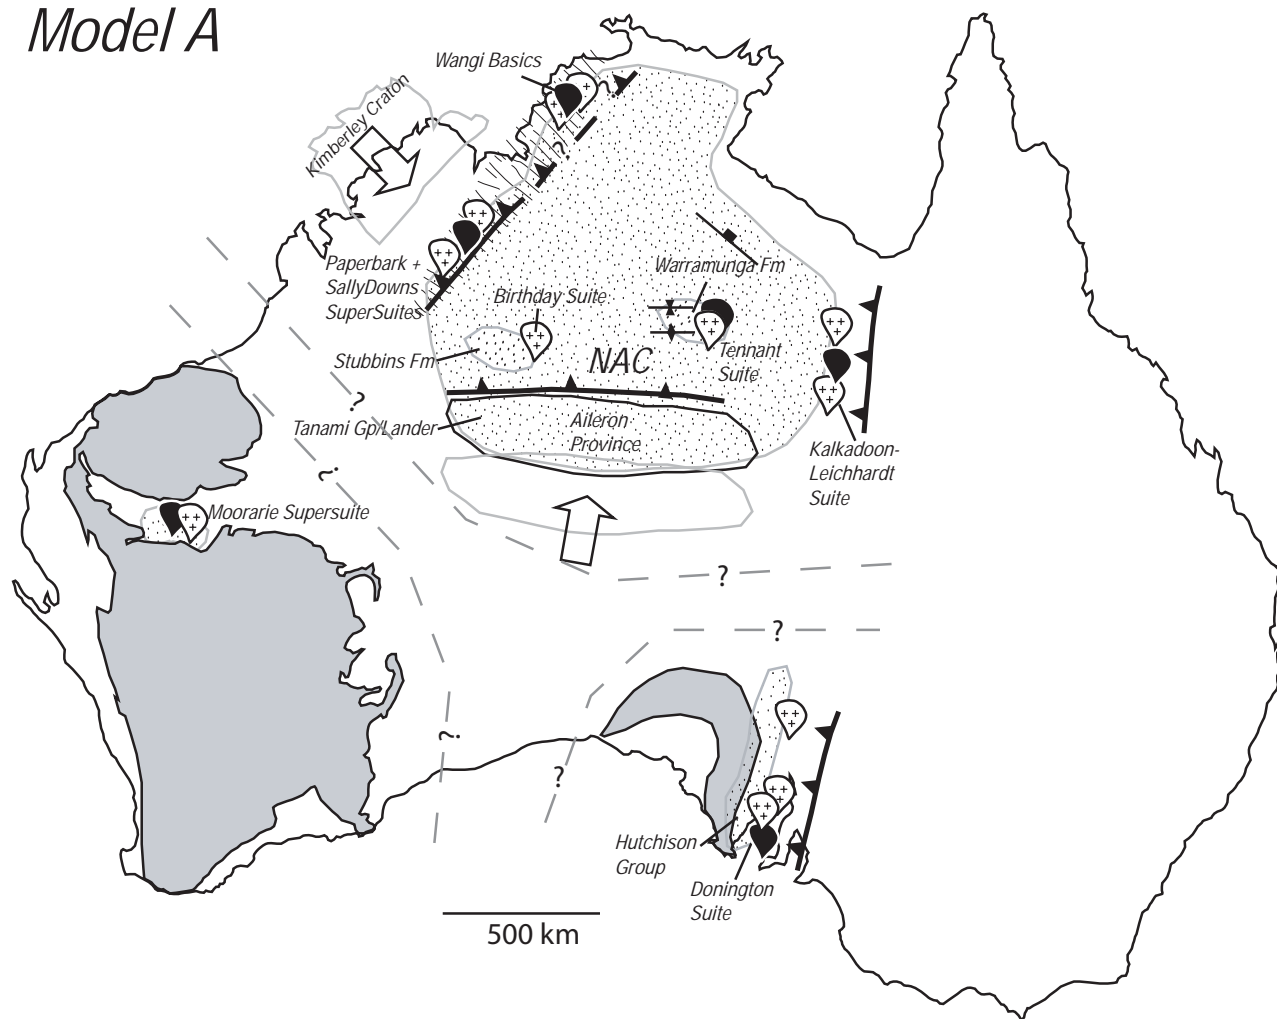 Model A
Wangi Basics
Kimberley Craton
?
?
Paperbark +
SallyDowns
SuperSuites
Warramunga Fm
Birthday Suite
Stubbins Fm
NAC
Tennant
Suite
?
Tanami Gp/Lander
Aileron
Province
Kalkadoon-
Leichhardt
Suite
?
Moorarie Supersuite
?
?
?
?
Hutchison
Group
Donington
Suite
500 km